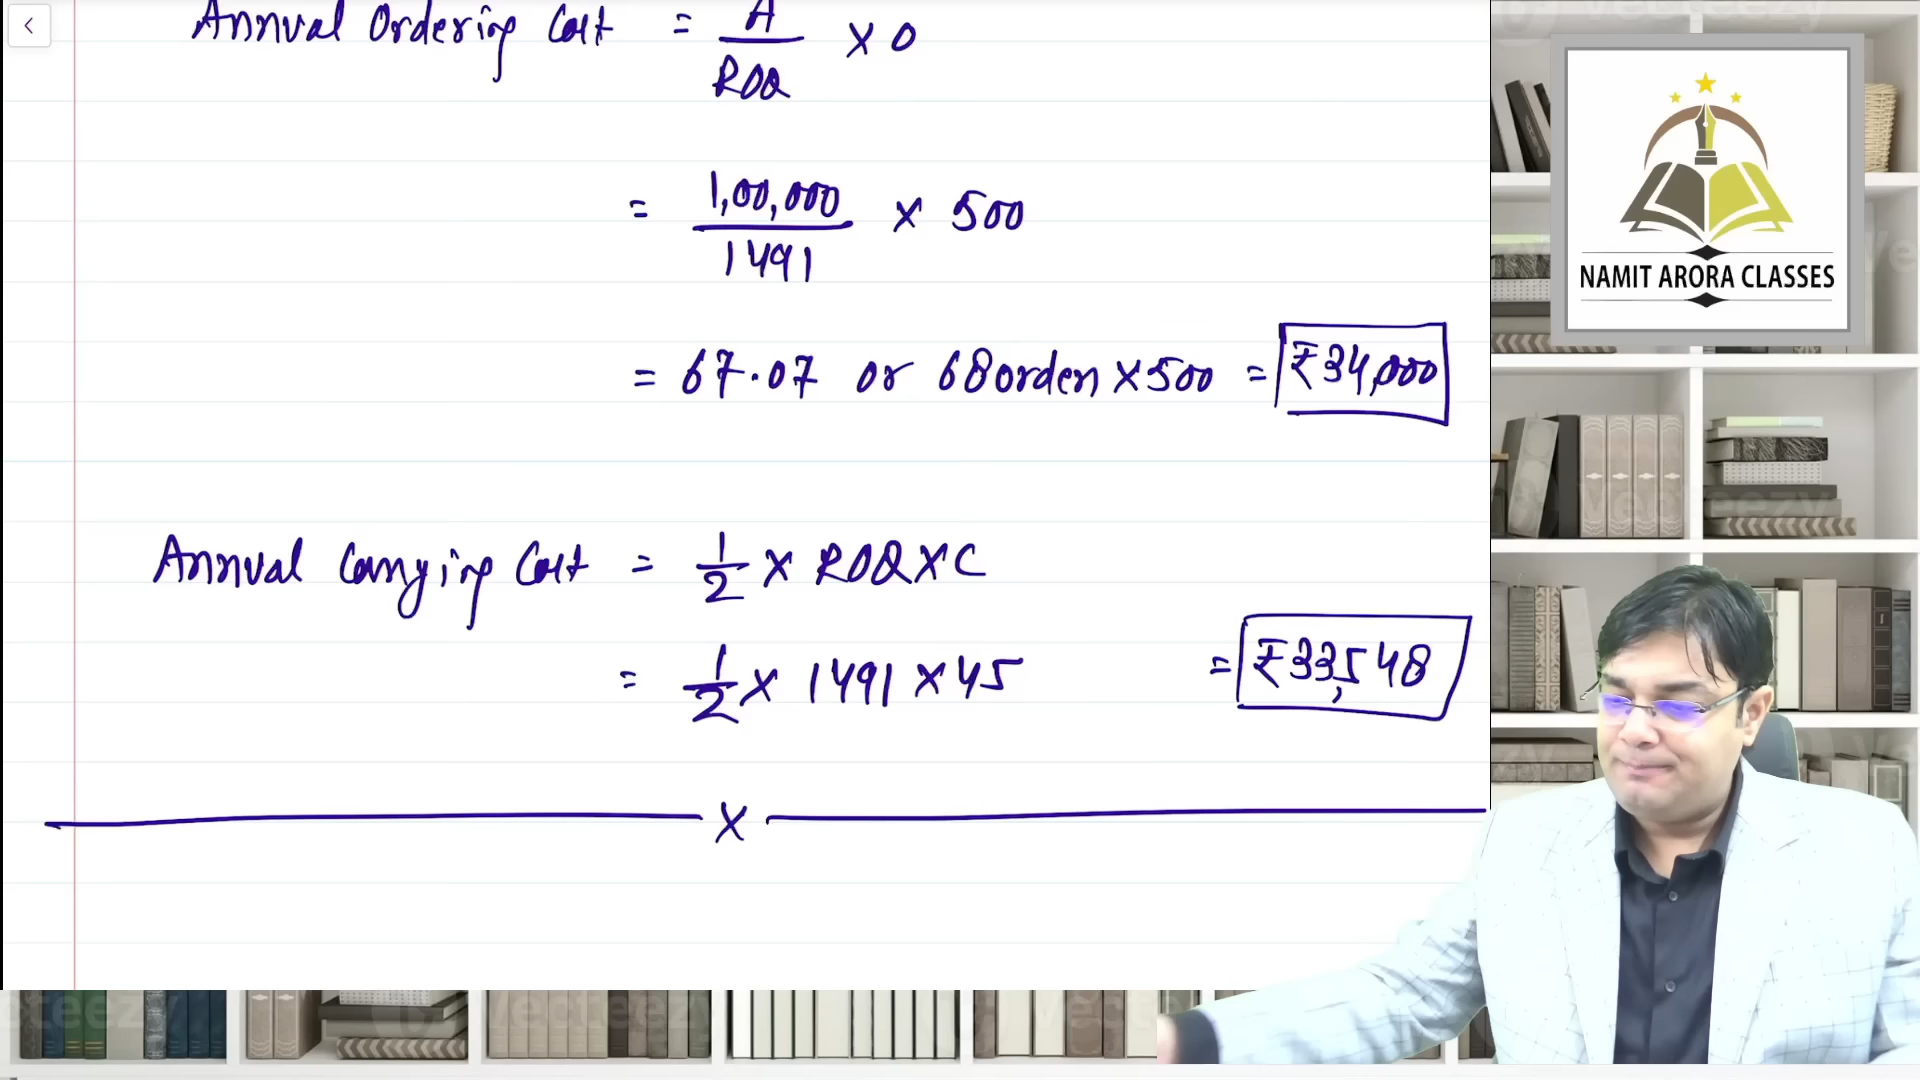 Annual Ordering Cost = A/ROQ × O
= 1,00,000/1491 × 500
= 67.07 or 68 orders × 500 = ₹34,000
Annual Carrying Cost = 1/2 × ROQ × C
= 1/2 × 1491 × 45 = ₹33,548
X
NAMIT ARORA CLASSES